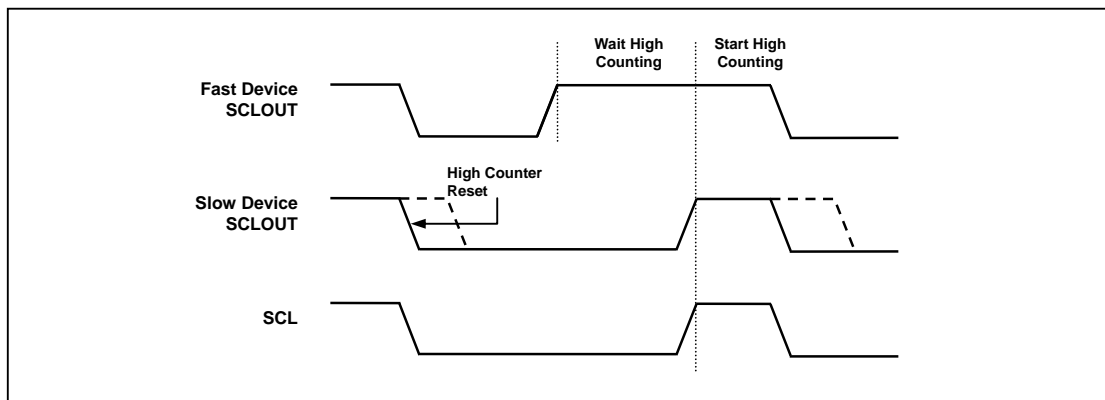 Wait High
Counting
Start High
Counting
Fast Device
SCLOUT
High Counter
Reset
Slow Device
SCLOUT
SCL